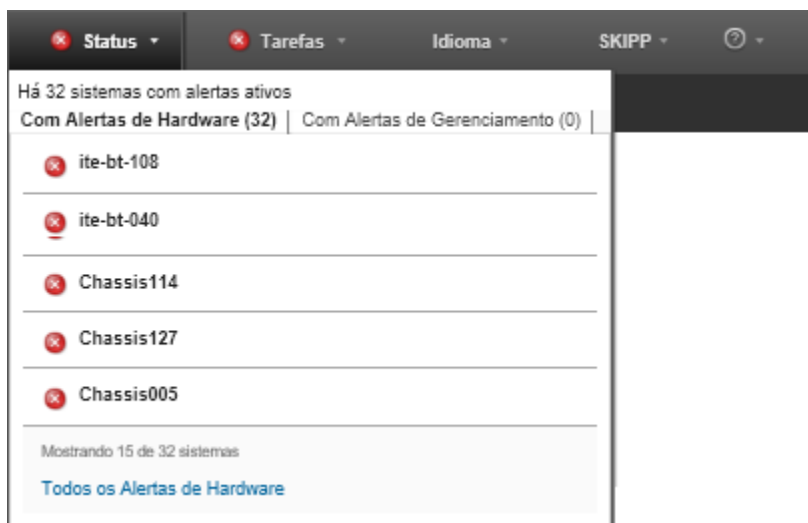 Status Tarefas Idioma SKIPP
Há 32 sistemas com alertas ativos
Com Alertas de Hardware (32) | Com Alertas de Gerenciamento (0) |
ite-bt-108
ite-bt-040
Chassis114
Chassis127
Chassis005
Mostrando 15 de 32 sistemas
Todos os Alertas de Hardware